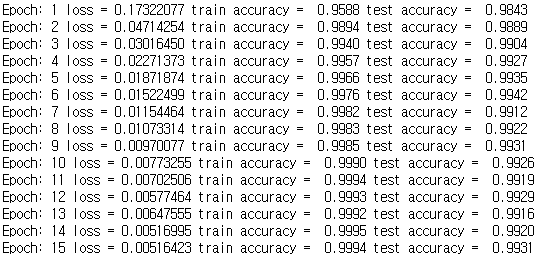 Epoch: 1 loss = 0.17322077 train accuracy =  0.9588 test accuracy =  0.9843
Epoch: 2 loss = 0.04714254 train accuracy =  0.9894 test accuracy =  0.9889
Epoch: 3 loss = 0.03016450 train accuracy =  0.9940 test accuracy =  0.9904
Epoch: 4 loss = 0.02271373 train accuracy =  0.9957 test accuracy =  0.9927
Epoch: 5 loss = 0.01871874 train accuracy =  0.9966 test accuracy =  0.9935
Epoch: 6 loss = 0.01522499 train accuracy =  0.9976 test accuracy =  0.9942
Epoch: 7 loss = 0.01154464 train accuracy =  0.9982 test accuracy =  0.9912
Epoch: 8 loss = 0.01073314 train accuracy =  0.9983 test accuracy =  0.9922
Epoch: 9 loss = 0.00970077 train accuracy =  0.9985 test accuracy =  0.9931
Epoch: 10 loss = 0.00773255 train accuracy =  0.9990 test accuracy =  0.9926
Epoch: 11 loss = 0.00702506 train accuracy =  0.9994 test accuracy =  0.9919
Epoch: 12 loss = 0.00577464 train accuracy =  0.9993 test accuracy =  0.9929
Epoch: 13 loss = 0.00647555 train accuracy =  0.9992 test accuracy =  0.9916
Epoch: 14 loss = 0.00516995 train accuracy =  0.9995 test accuracy =  0.9920
Epoch: 15 loss = 0.00516423 train accuracy =  0.9994 test accuracy =  0.9931